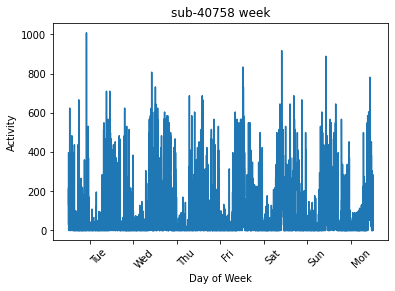 sub-40758 week
1000
800
600
400
200
0
Activity
Tue
Wed
Thu
Fri
Sat
Sun
Mon
Day of Week